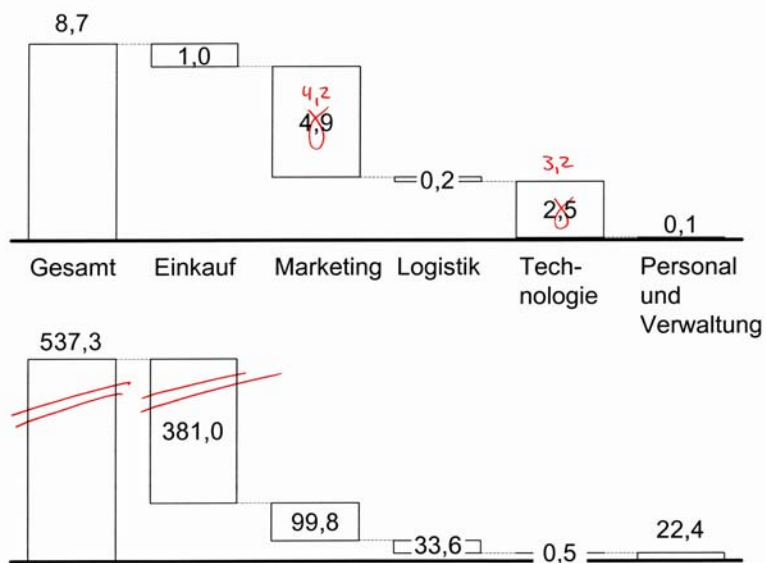 8,7
1,0
4,2
4,9
0,2
3,2
2,5
0,1
Gesamt
Einkauf
Marketing
Logistik
Tech-
nologie
Personal
und
Verwaltung
537,3
381,0
99,8
33,6
0,5
22,4